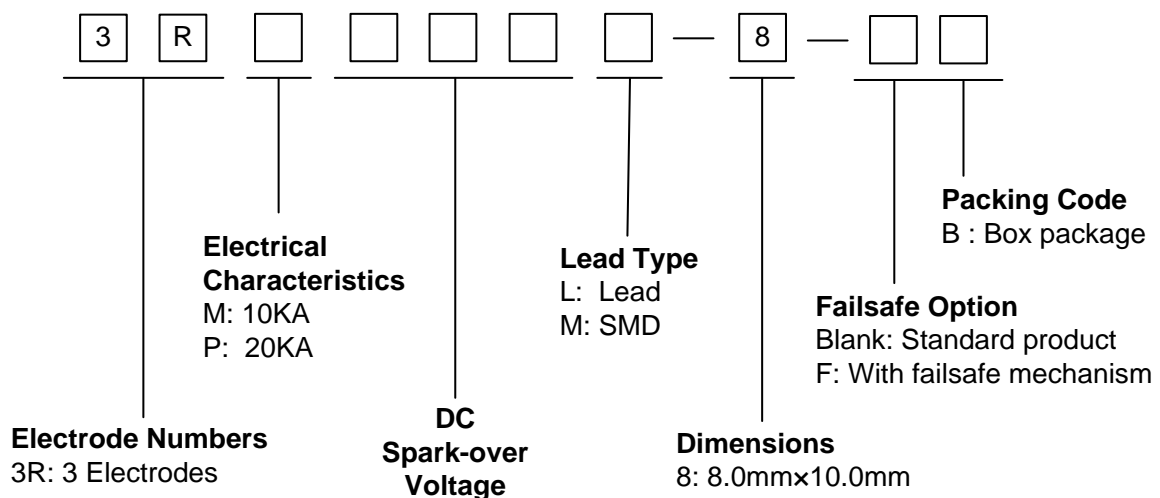 3 R — 8 —
Packing Code
B : Box package
Electrical
Characteristics
M: 10KA
P: 20KA
Lead Type
L: Lead
M: SMD
Failsafe Option
Blank: Standard product
F: With failsafe mechanism
Electrode Numbers
3R: 3 Electrodes
DC
Spark-over
Voltage
Dimensions
8: 8.0mm×10.0mm